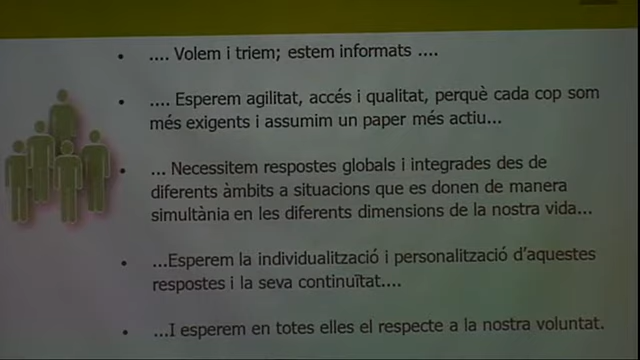 • .... Volem i triem; estem informats ....
• .... Esperem agilitat, accés i qualitat, perquè cada cop som
més exigents i assumim un paper més actiu...
• ... Necessitem respostes globals i integrades des de
diferents àmbits a situacions que es donen de manera
simultània en les diferents dimensions de la nostra vida...
• ...Esperem la individualització i personalització d'aquestes
respostes i la seva continuïtat....
• ...I esperem en totes elles el respecte a la nostra voluntat.